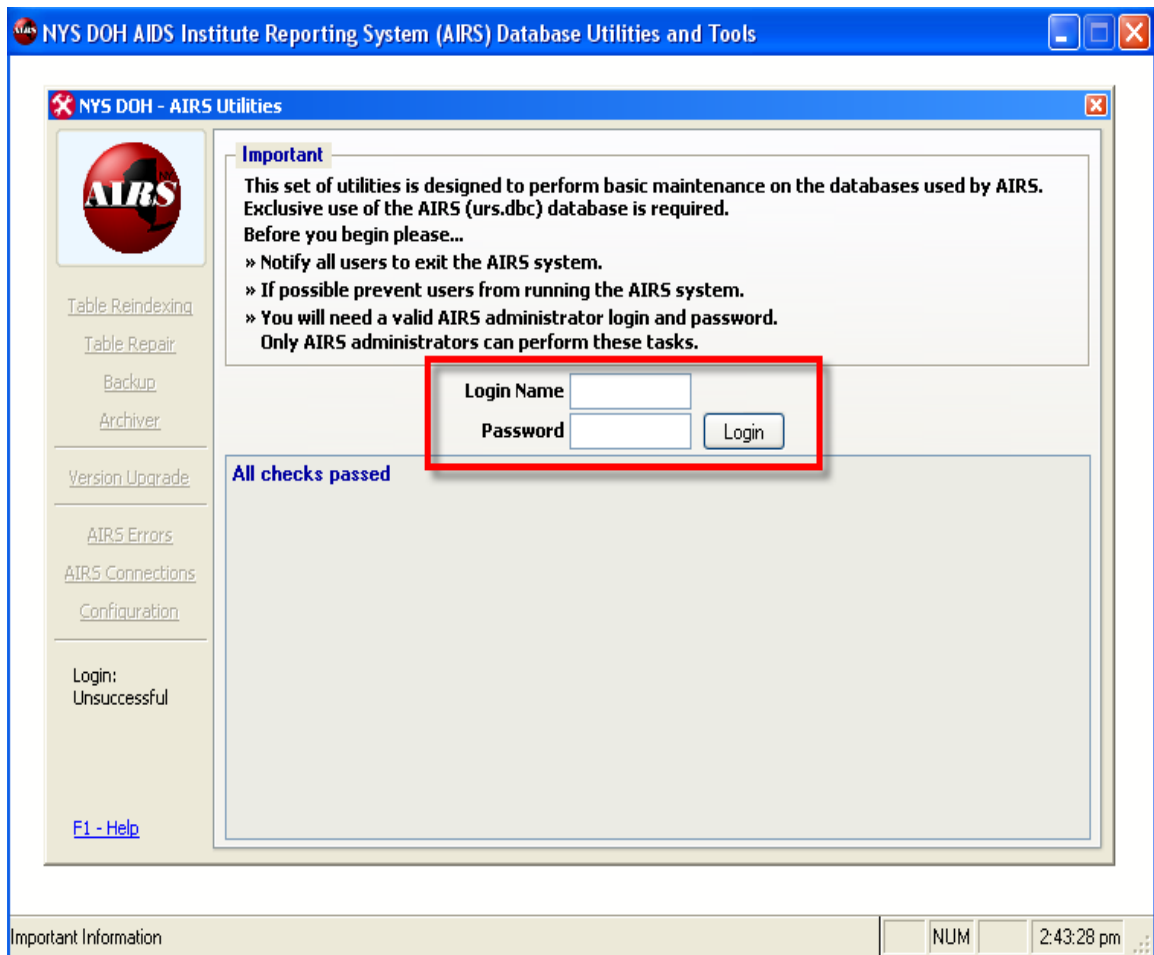 NYS DOH AIDS Institute Reporting System (AIRS) Database Utilities and Tools
NYS DOH - AIRS Utilities
AIRS
NY
Table Reindexing
Table Repair
Backup
Archiver
Version Upgrade
AIRS Errors
AIRS Connections
Configuration
Login:
Unsuccessful
F1 - Help
Important
This set of utilities is designed to perform basic maintenance on the databases used by AIRS.
Exclusive use of the AIRS (urs.dbc) database is required.
Before you begin please...
» Notify all users to exit the AIRS system.
» If possible prevent users from running the AIRS system.
» You will need a valid AIRS administrator login and password.
Only AIRS administrators can perform these tasks.
Login Name
Password
Login
All checks passed
Important Information
NUM
2:43:28 pm